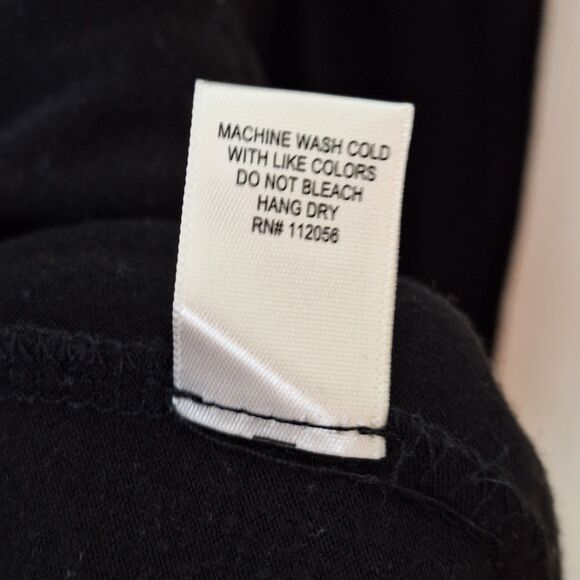 MACHINE WASH COLD
WITH LIKE COLORS
DO NOT BLEACH
HANG DRY
RN# 112056